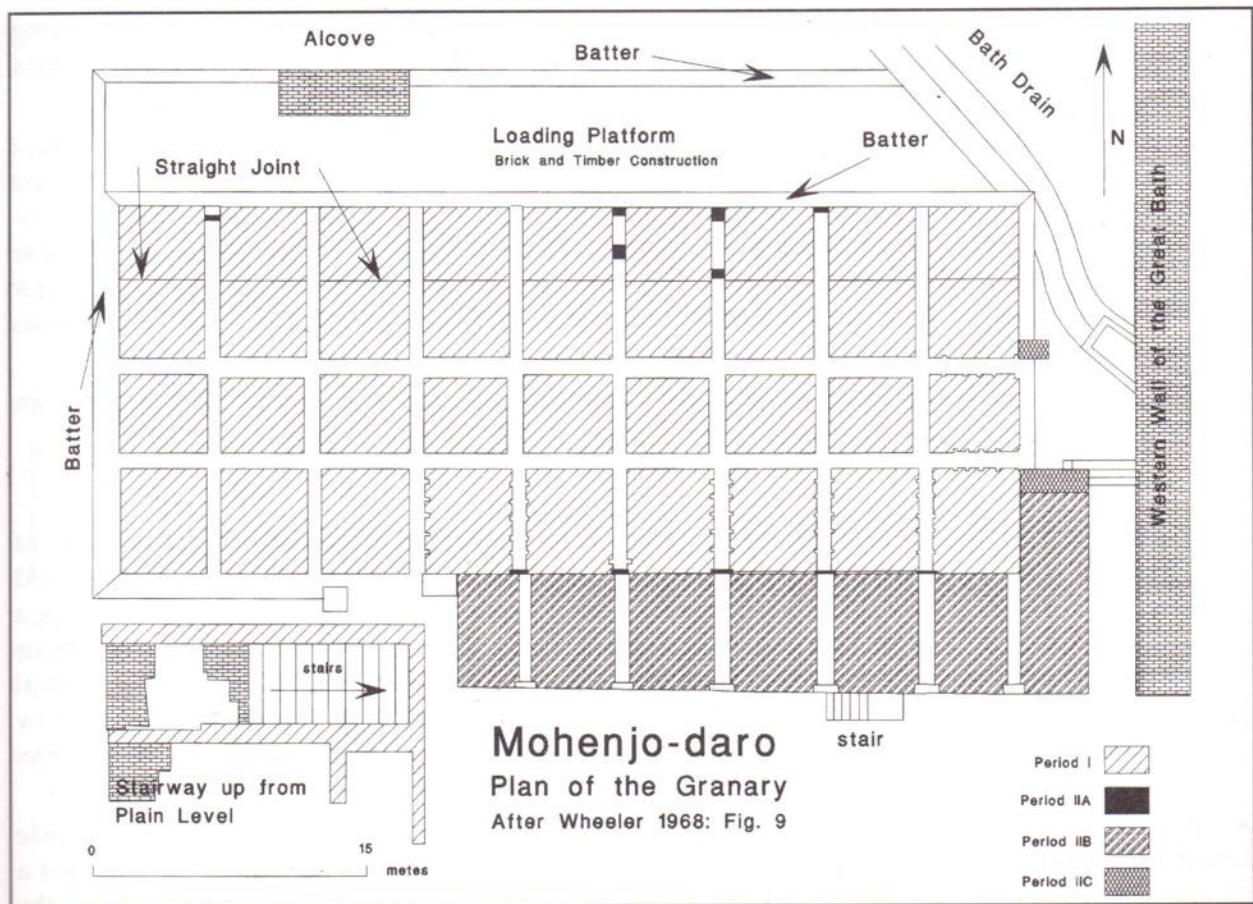 Alcove
Batter
Bath Drain
N
Loading Platform
Brick and Timber Construction
Batter
Straight Joint
Batter
Western Wall of the Great Bath
stairs
Stairway up from
Plain Level
Mohenjo-daro
Plan of the Granary
After Wheeler 1968: Fig. 9
stair
Period I
Period IIA
Period IIB
Period IIC
0 15
metes